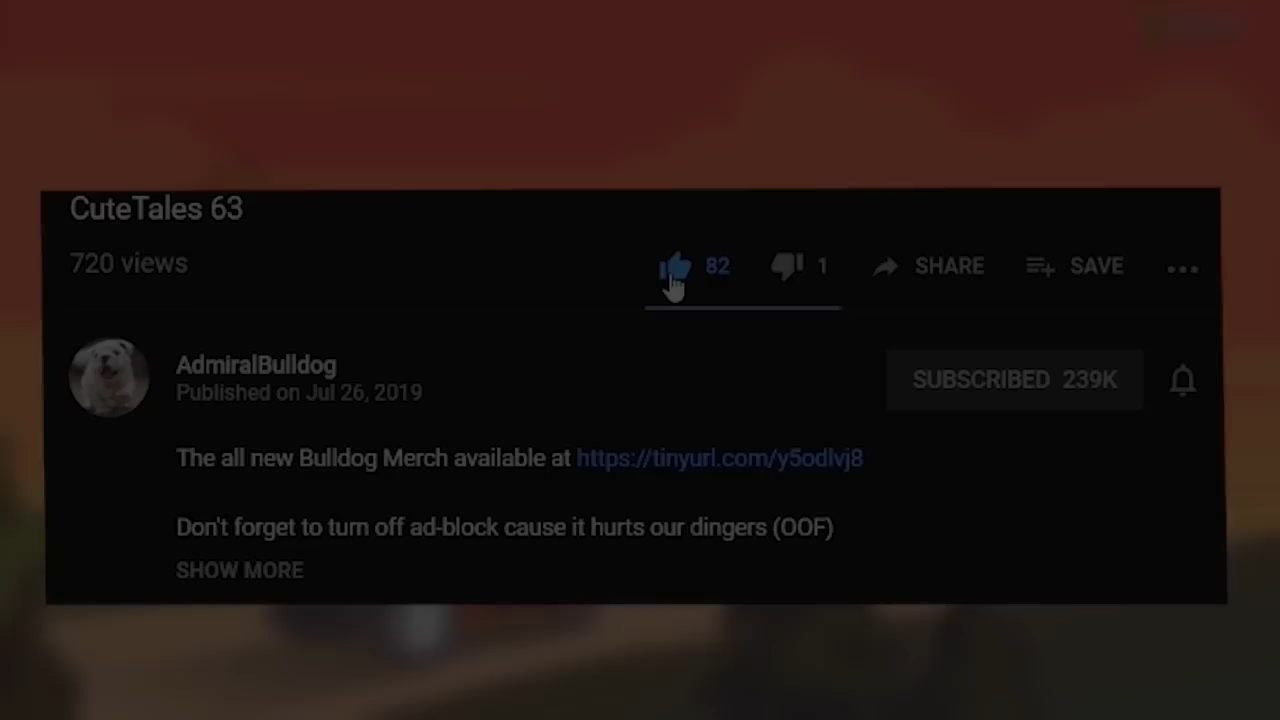 CuteTales 63
720 views
82 1 SHARE SAVE
AdmiralBulldog
Published on Jul 26, 2019
SUBSCRIBED 239K
The all new Bulldog Merch available at https://tinyurl.com/y5odlvj8
Don't forget to turn off ad-block cause it hurts our dingers (OOF)
SHOW MORE